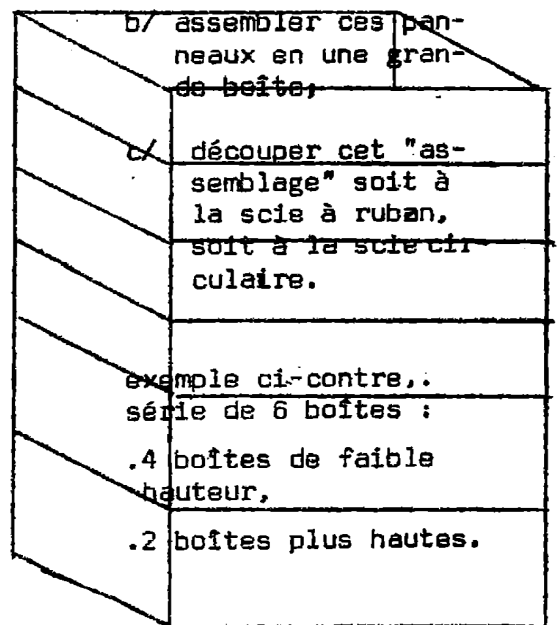 b/ assembler ces pan-
neaux en une gran-
de boîte;
c/ découper cet "as-
semblage" soit à
la scie à ruban,
soit à la scie cir-
culaire.
exemple ci-contre,.
série de 6 boîtes :
.4 boîtes de faible
hauteur,
.2 boîtes plus hautes.